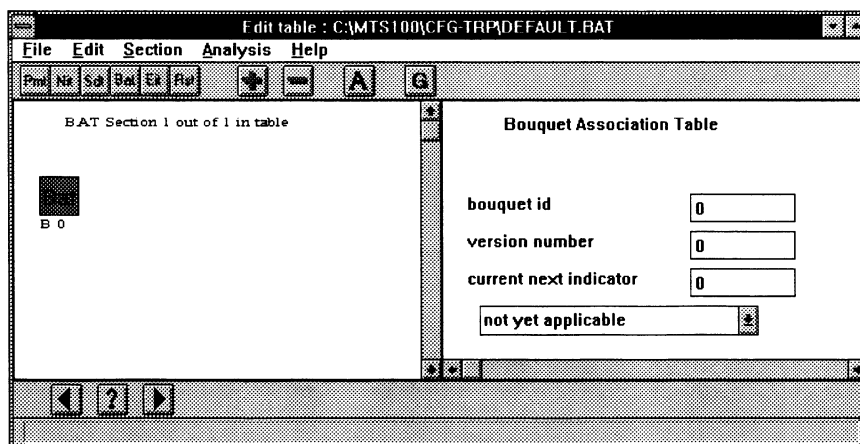 Edit table : C:\MTS100\CFG-TRP\DEFAULT.BAT
File Edit Section Analysis Help
Pmt Nit Sdt Bat Eit Rst + − A G
BAT Section 1 out of 1 in table
Bat
B 0
Bouquet Association Table
bouquet id 0
version number 0
current next indicator 0
not yet applicable
?